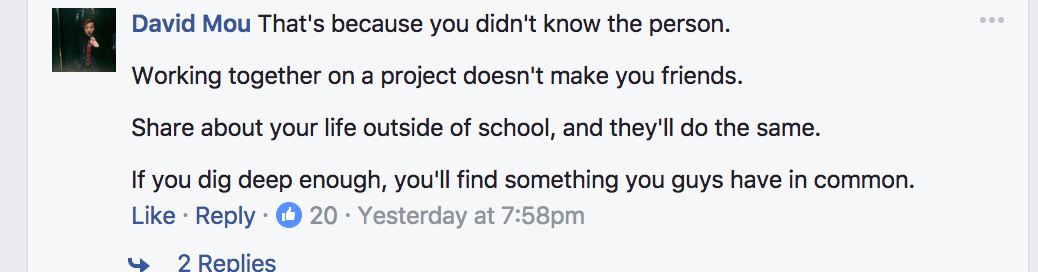 David Mou That's because you didn't know the person.
Working together on a project doesn't make you friends.
Share about your life outside of school, and they'll do the same.
If you dig deep enough, you'll find something you guys have in common.
Like · Reply · 20 · Yesterday at 7:58pm
2 Replies